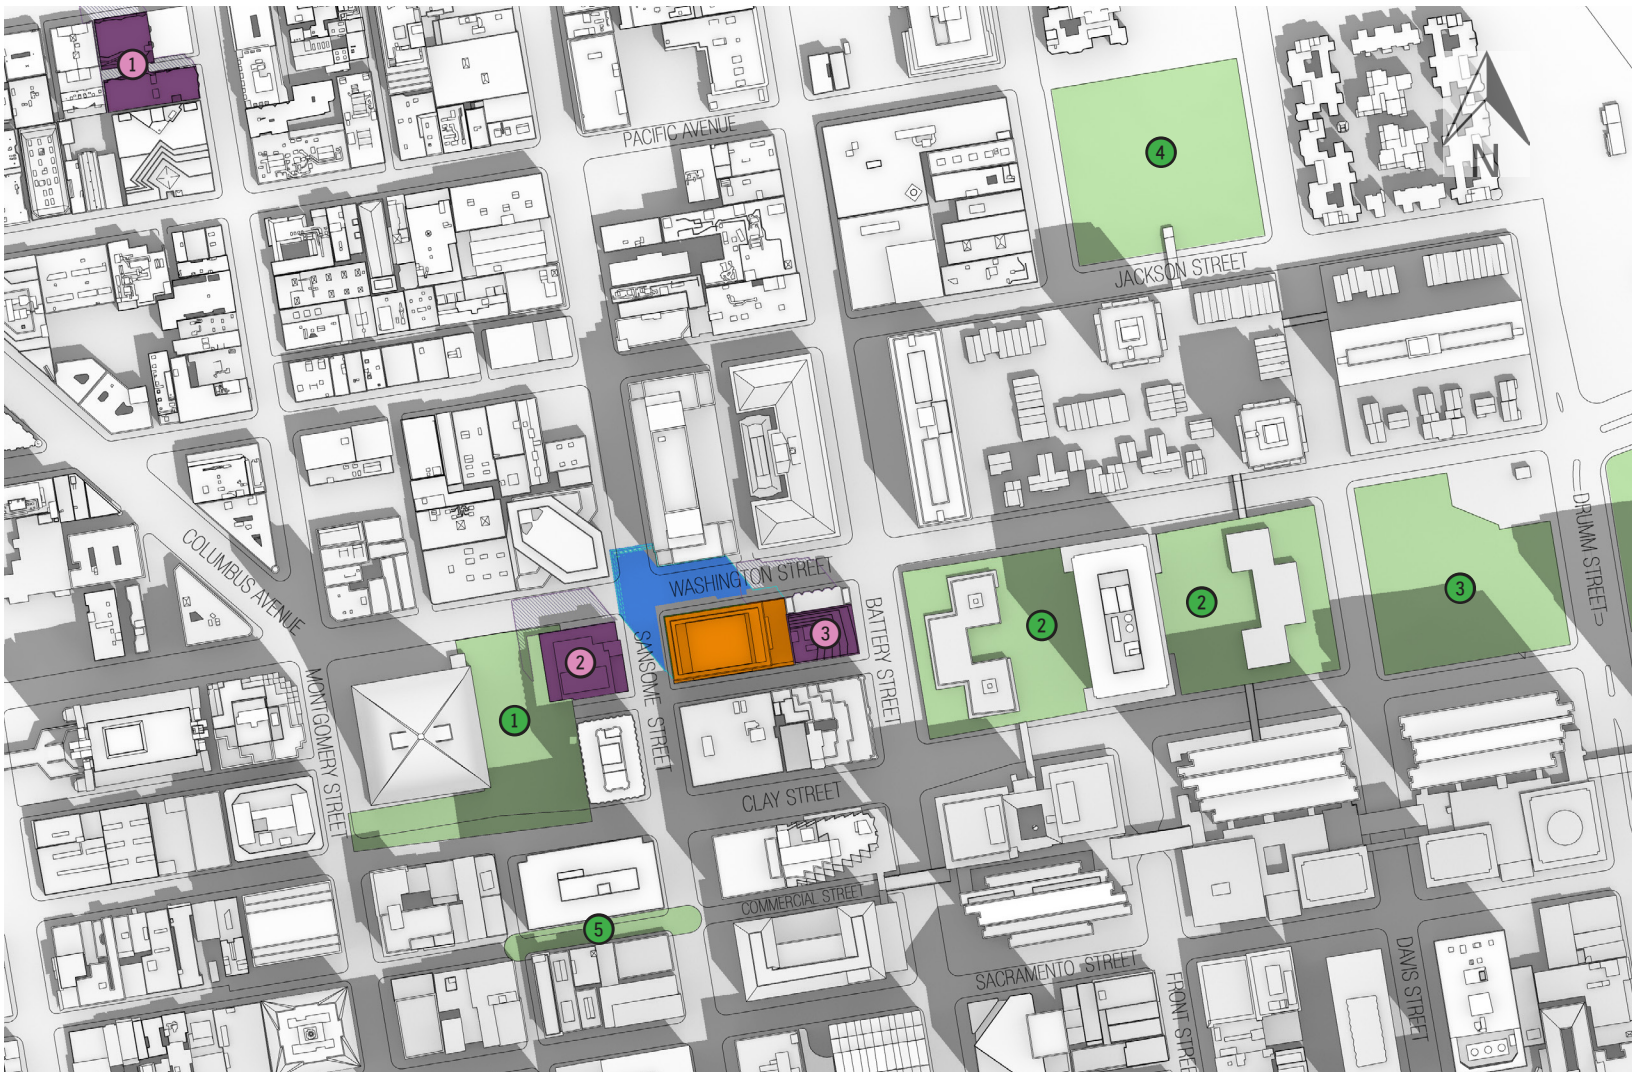 1
PACIFIC AVENUE
4
N
H
JACKSON STREET
COLUMBUS AVENUE
WASHINGTON STREET
DRUMM STREET
3
2
2
BATTERY STREET
3
2
SANSOME STREET
MONTGOMERY STREET
1
CLAY STREET
COMMERCIAL STREET
5
SACRAMENTO STREET
FRONT STREET
DAVIS STREET